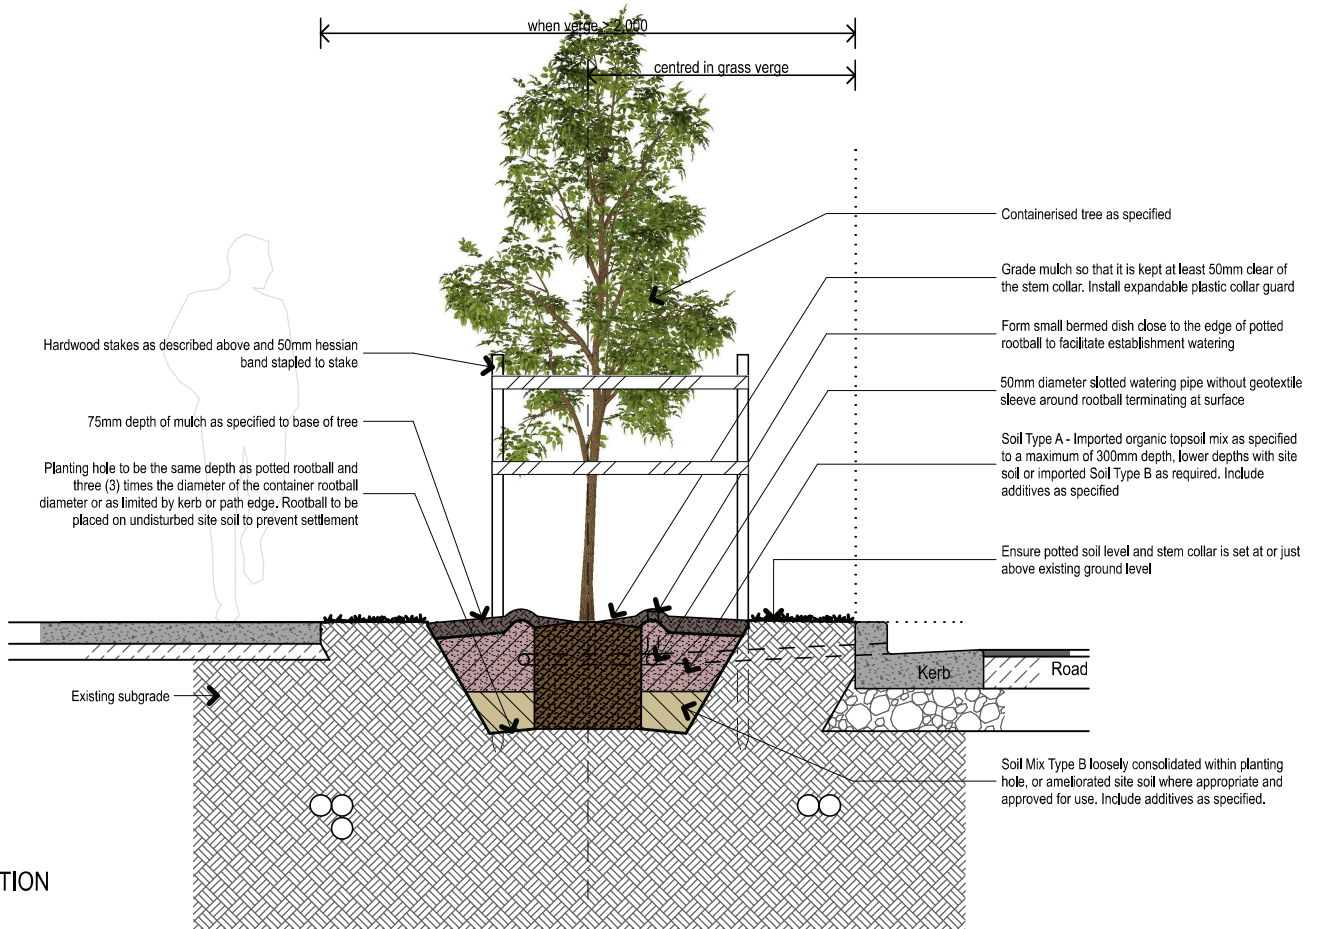 when verge > 2,000
centred in grass verge
Containerised tree as specified
Grade mulch so that it is kept at least 50mm clear of
the stem collar. Install expandable plastic collar guard
Form small bermed dish close to the edge of potted
rootball to facilitate establishment watering
50mm diameter slotted watering pipe without geotextile
sleeve around rootball terminating at surface
Soil Type A - Imported organic topsoil mix as specified
to a maximum of 300mm depth, lower depths with site
soil or imported Soil Type B as required. Include
additives as specified
Ensure potted soil level and stem collar is set at or just
above existing ground level
Hardwood stakes as described above and 50mm hessian
band stapled to stake
75mm depth of mulch as specified to base of tree
Planting hole to be the same depth as potted rootball and
three (3) times the diameter of the container rootball
diameter or as limited by kerb or path edge. Rootball to be
placed on undisturbed site soil to prevent settlement
Existing subgrade
Kerb
Road
Soil Mix Type B loosely consolidated within planting
hole, or ameliorated site soil where appropriate and
approved for use. Include additives as specified.
TION